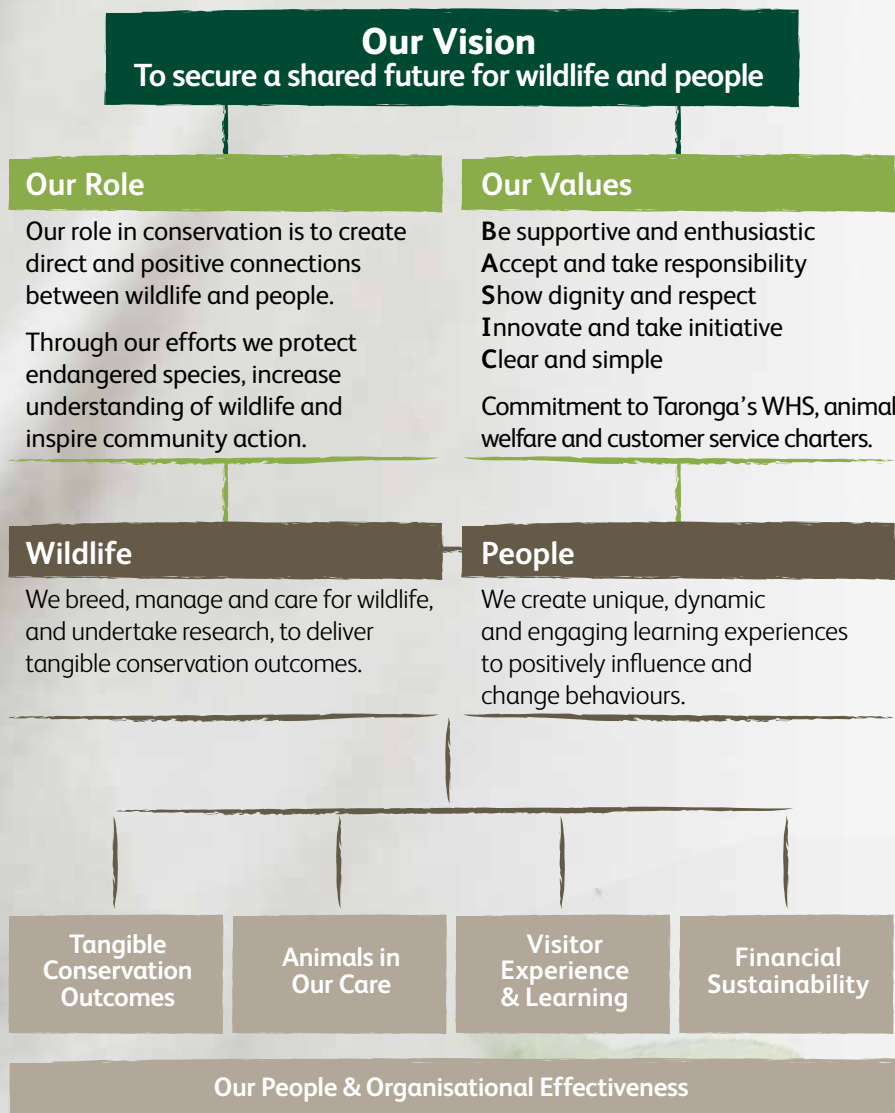 Our Vision
To secure a shared future for wildlife and people
Our Role
Our role in conservation is to create
direct and positive connections
between wildlife and people.
Through our efforts we protect
endangered species, increase
understanding of wildlife and
inspire community action.
Our Values
Be supportive and enthusiastic
Accept and take responsibility
Show dignity and respect
Innovate and take initiative
Clear and simple
Commitment to Taronga's WHS, animal
welfare and customer service charters.
Wildlife
We breed, manage and care for wildlife,
and undertake research, to deliver
tangible conservation outcomes.
People
We create unique, dynamic
and engaging learning experiences
to positively influence and
change behaviours.
Tangible
Conservation
Outcomes
Animals in
Our Care
Visitor
Experience
& Learning
Financial
Sustainability
Our People & Organisational Effectiveness